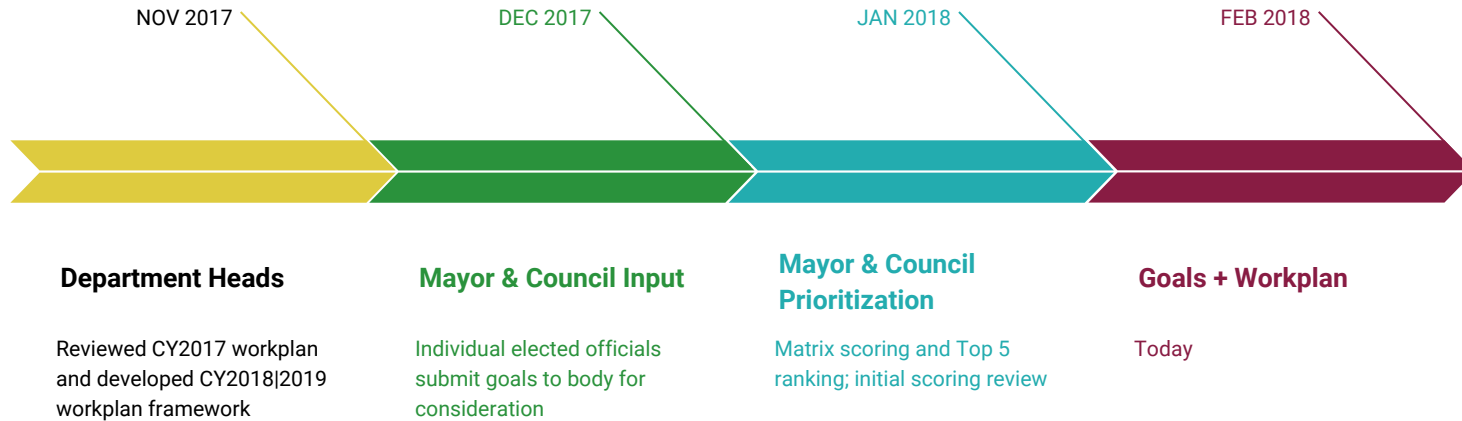 NOV 2017
DEC 2017
JAN 2018
FEB 2018
Department Heads
Reviewed CY2017 workplan
and developed CY2018|2019
workplan framework
Mayor & Council Input
Individual elected officials
submit goals to body for
consideration
Mayor & Council
Prioritization
Matrix scoring and Top 5
ranking; initial scoring review
Goals + Workplan
Today